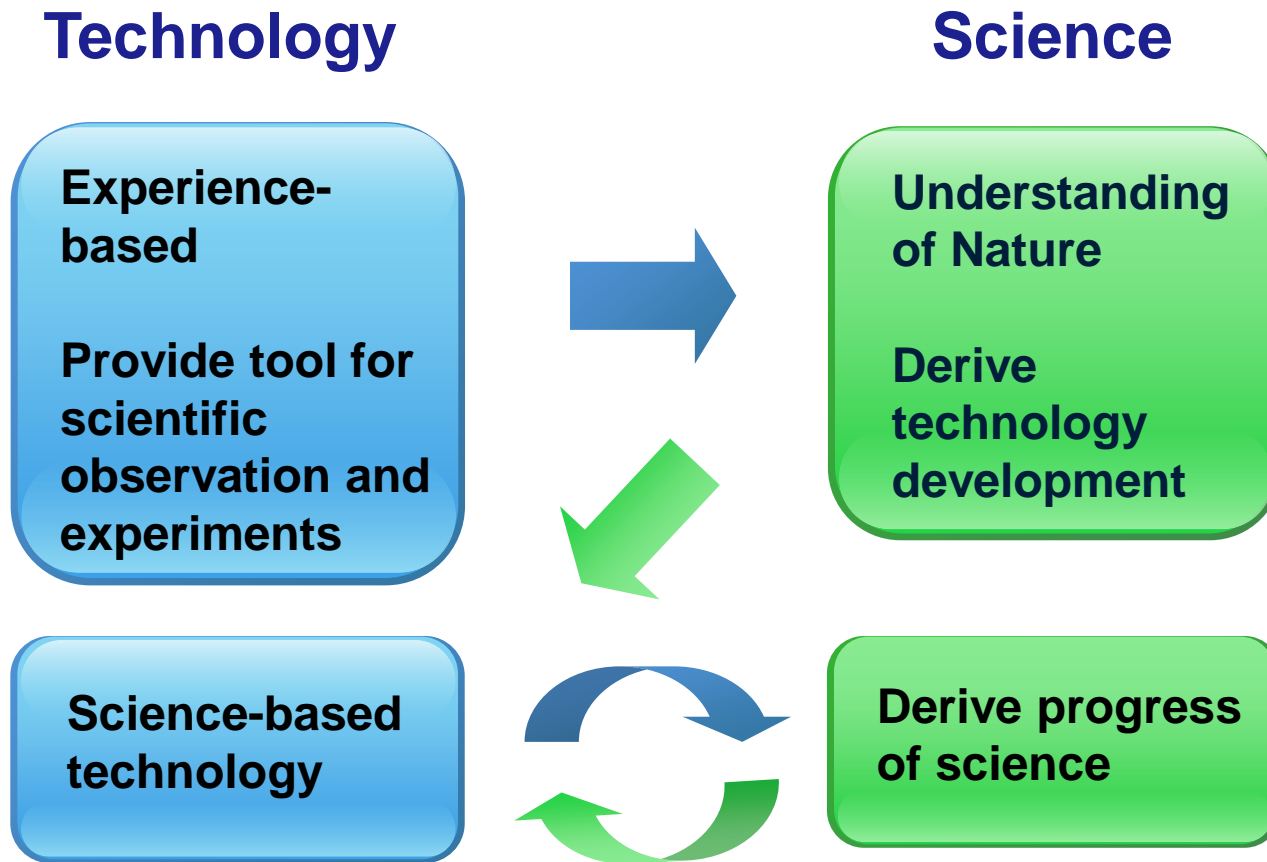 Technology
Science
Experience-
based
Provide tool for
scientific
observation and
experiments
Understanding
of Nature
Derive
technology
development
Science-based
technology
Derive progress
of science